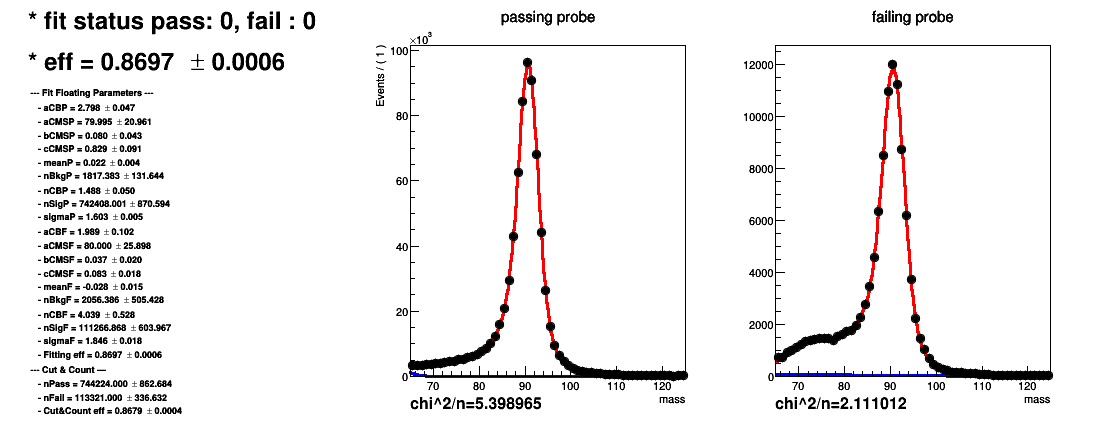 * fit status pass: 0, fail : 0
* eff = 0.8697 ± 0.0006
--- Fit Floating Parameters ---
- aCBP = 2.798 ± 0.047
- aCMSP = 79.995 ± 20.961
- bCMSP = 0.080 ± 0.043
- cCMSP = 0.829 ± 0.091
- meanP = 0.022 ± 0.004
- nBkgP = 1817.383 ± 131.644
- nCBP = 1.488 ± 0.050
- nSigP = 742408.001 ± 870.594
- sigmaP = 1.603 ± 0.005
- aCBF = 1.989 ± 0.102
- aCMSF = 80.000 ± 25.898
- bCMSF = 0.037 ± 0.020
- cCMSF = 0.083 ± 0.018
- meanF = -0.028 ± 0.015
- nBkgF = 2056.386 ± 505.428
- nCBF = 4.039 ± 0.528
- nSigF = 111266.868 ± 603.967
- sigmaF = 1.846 ± 0.018
- Fitting eff = 0.8697 ± 0.0006
--- Cut & Count ---
- nPass = 744224.000 ± 862.684
- nFail = 113321.000 ± 336.632
- Cut&Count eff = 0.8679 ± 0.0004
passing probe
×10³
Events / ( 1 )
100
80
60
40
20
0
70 80 90 100 110 120
mass
chi^2/n=5.398965
failing probe
12000
10000
8000
6000
4000
2000
0
70 80 90 100 110 120
mass
chi^2/n=2.111012